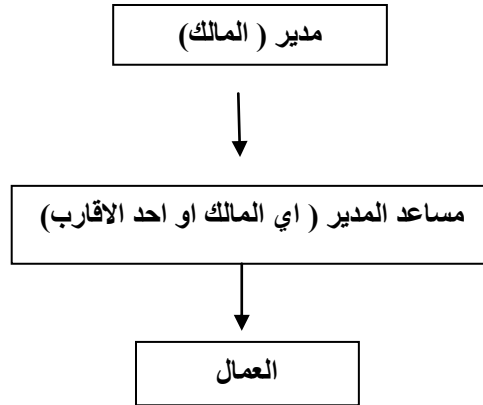 مدير ( المالك)
مساعد المدير ( اي المالك او احد الاقارب)
العمال